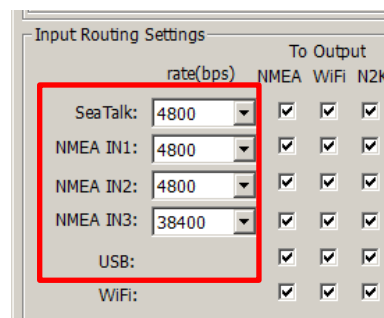 Input Routing Settings
To Output
rate(bps) NMEA WiFi N2K
SeaTalk: 4800
NMEA IN1: 4800
NMEA IN2: 4800
NMEA IN3: 38400
USB:
WiFi: